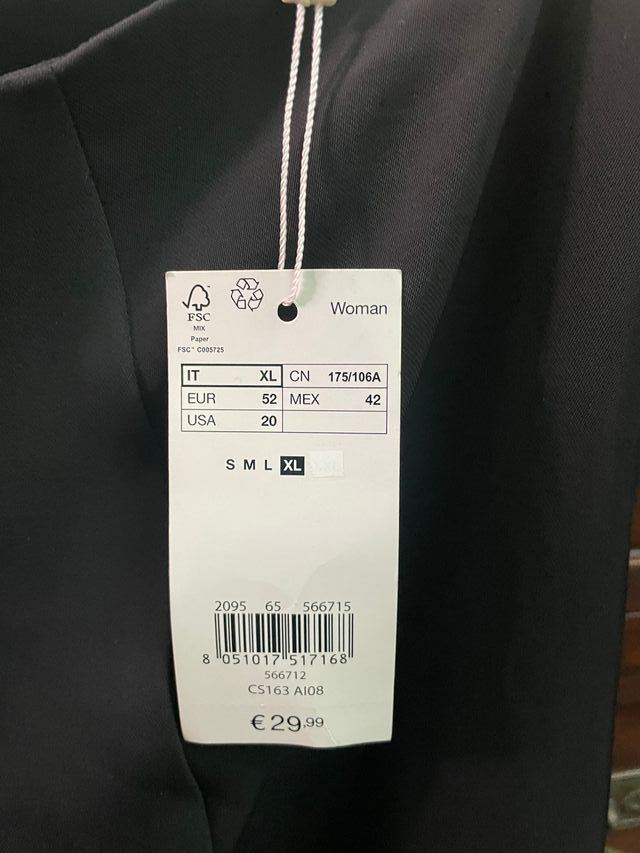 FSC
MIX
Paper
FSC® C005725
Woman
IT XL CN 175/106A
EUR 52 MEX 42
USA 20
S M L XL
2095 65 566715
8 051017 517168
566712
CS163 AI08
€29,99